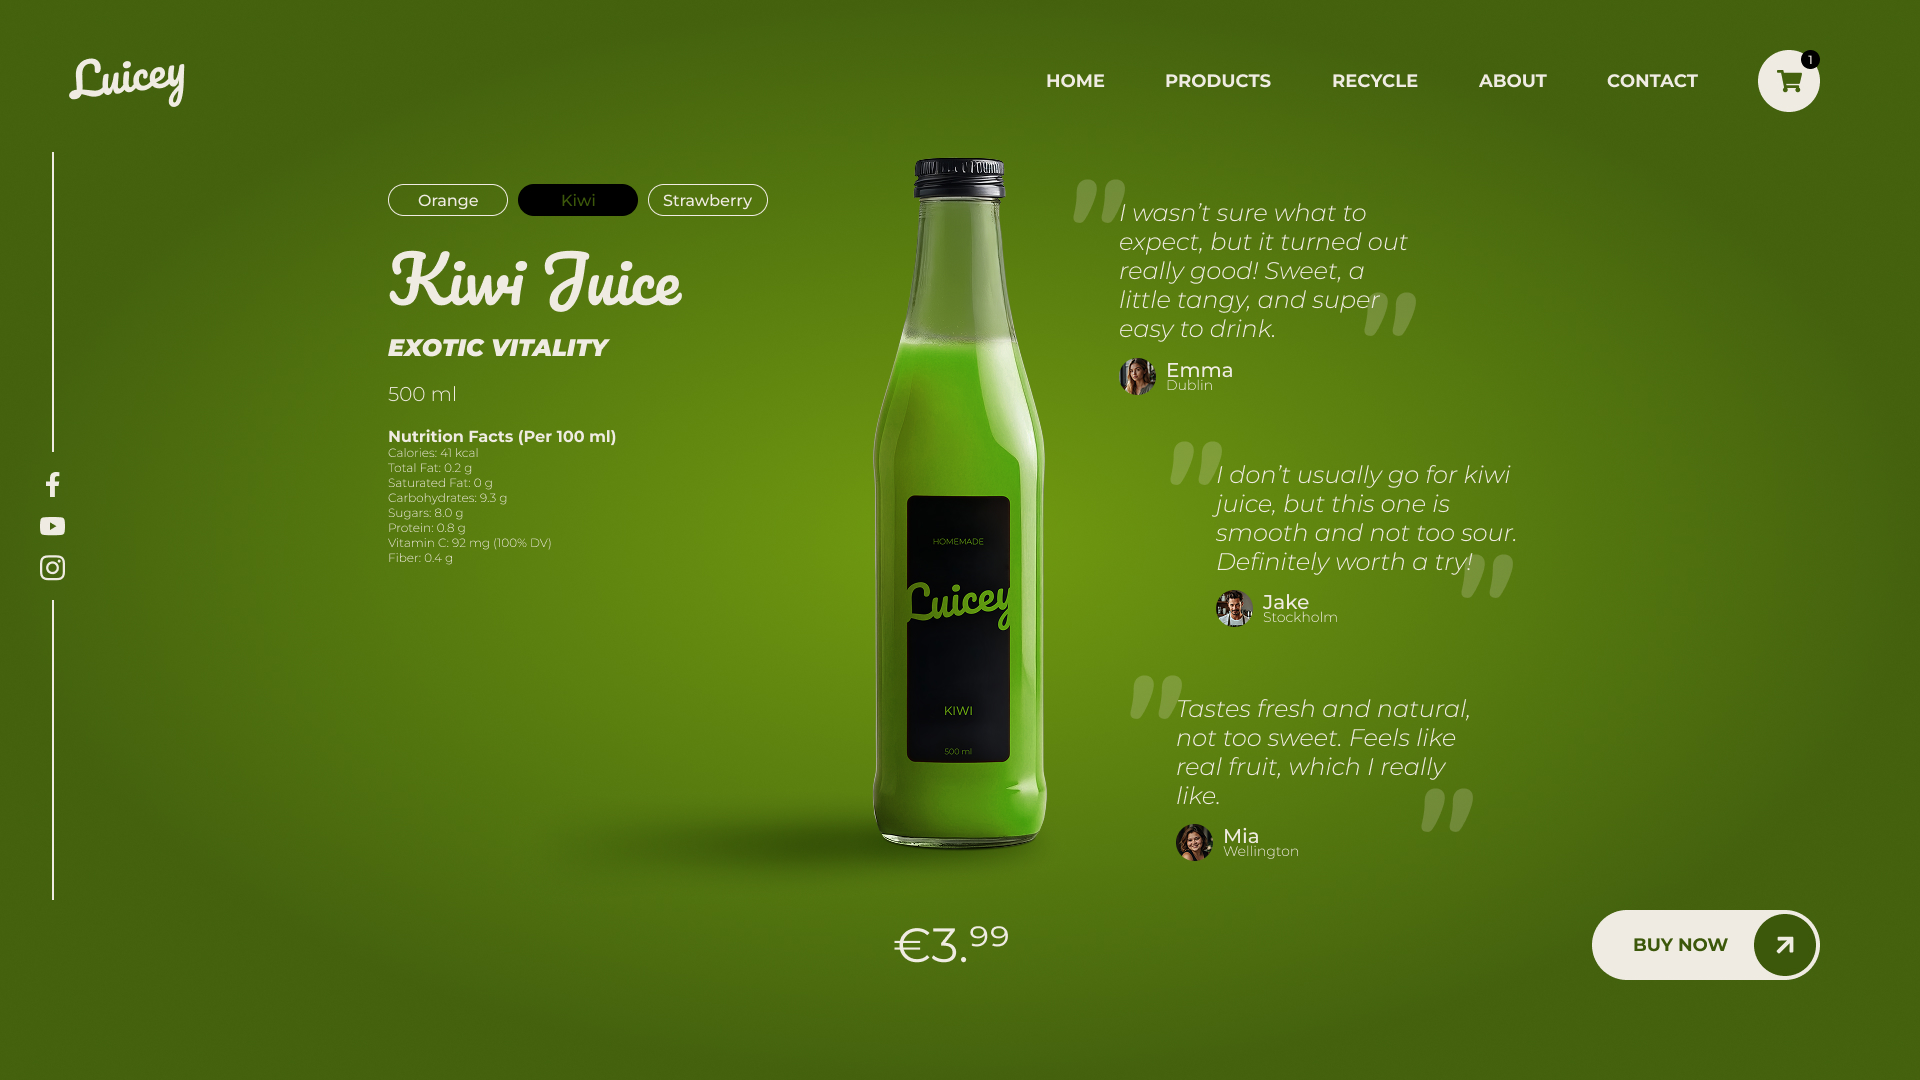 Luicey
HOME PRODUCTS RECYCLE ABOUT CONTACT
1
Orange Kiwi Strawberry
Kiwi Juice
EXOTIC VITALITY
500 ml
Nutrition Facts (Per 100 ml)
Calories: 41 kcal
Total Fat: 0.2 g
Saturated Fat: 0 g
Carbohydrates: 9.3 g
Sugars: 8.0 g
Protein: 0.8 g
Vitamin C: 92 mg (100% DV)
Fiber: 0.4 g
HOMEMADE
Luicey
KIWI
500 ml
€3.99
"I wasn’t sure what to
expect, but it turned out
really good! Sweet, a
little tangy, and super
easy to drink."
Emma
Dublin
"I don’t usually go for kiwi
juice, but this one is
smooth and not too sour.
Definitely worth a try!"
Jake
Stockholm
"Tastes fresh and natural,
not too sweet. Feels like
real fruit, which I really
like."
Mia
Wellington
BUY NOW